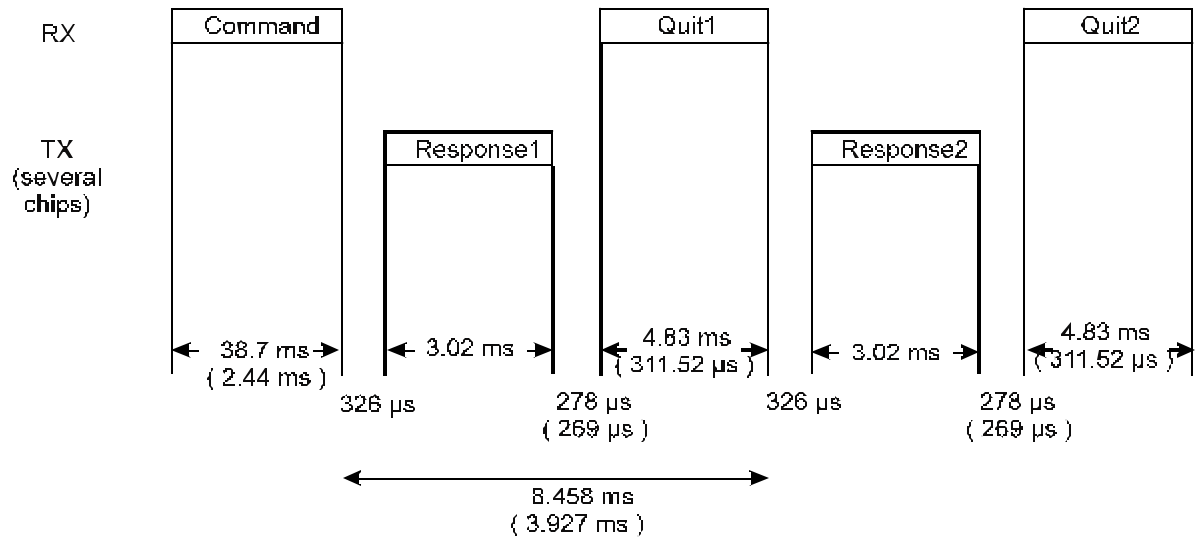 RX
Command
Quit1
Quit2
TX
(several
chips)
Response1
Response2
38.7 ms
( 2.44 ms )
3.02 ms
4.83 ms
( 311.52 µs )
3.02 ms
4.83 ms
( 311.52 µs )
326 µs
278 µs
( 269 µs )
326 µs
278 µs
( 269 µs )
8.458 ms
( 3.927 ms )